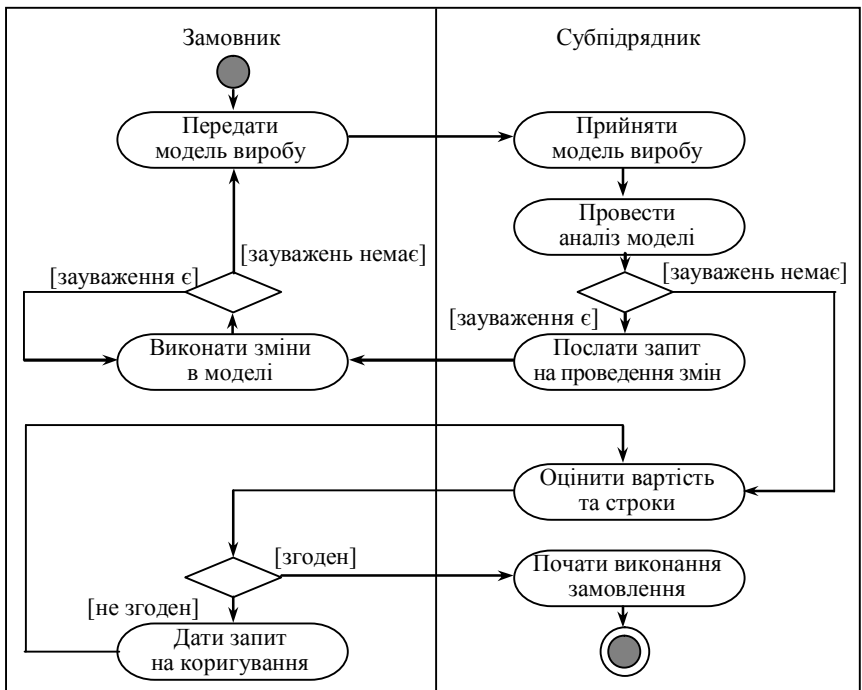 Замовник
Субпідрядник
Передати
модель виробу
Прийняти
модель виробу
Провести
аналіз моделі
[зауважень немає]
[зауваження є]
[зауважень немає]
[зауваження є]
Виконати зміни
в моделі
Послати запит
на проведення змін
Оцінити вартість
та строки
[згоден]
Почати виконання
замовлення
[не згоден]
Дати запит
на коригування